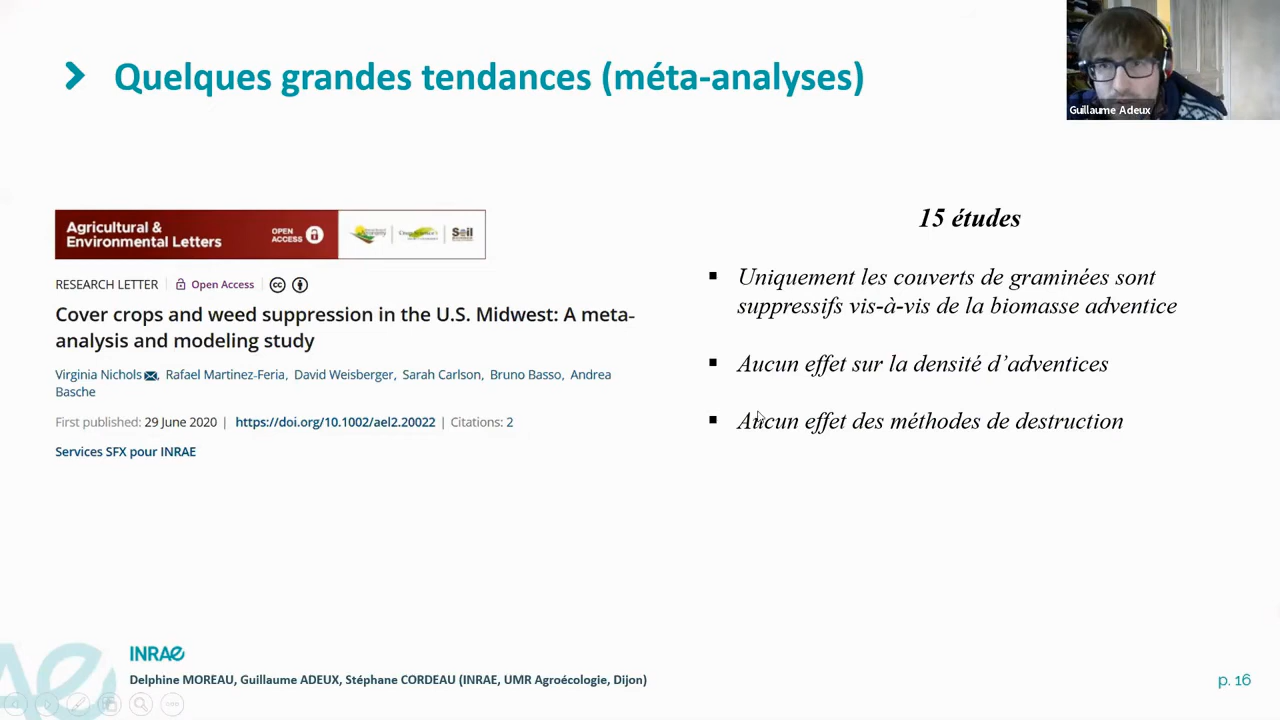 Quelques grandes tendances (méta-analyses)
Guillaume Adeux
Agricultural &
Environmental Letters
OPEN
ACCESS
Soil
RESEARCH LETTER
Open Access
cc
Cover crops and weed suppression in the U.S. Midwest: A meta-
analysis and modeling study
Virginia Nichols, Rafael Martinez-Feria, David Weisberger, Sarah Carlson, Bruno Basso, Andrea
Basche
First published: 29 June 2020 | https://doi.org/10.1002/ael2.20022 | Citations: 2
Services SFX pour INRAE
15 études
▪ Uniquement les couverts de graminées sont
suppressifs vis-à-vis de la biomasse adventice
▪ Aucun effet sur la densité d’adventices
▪ Aucun effet des méthodes de destruction
INRAE
Delphine MOREAU, Guillaume ADEUX, Stéphane CORDEAU (INRAE, UMR Agroécologie, Dijon)
p. 16